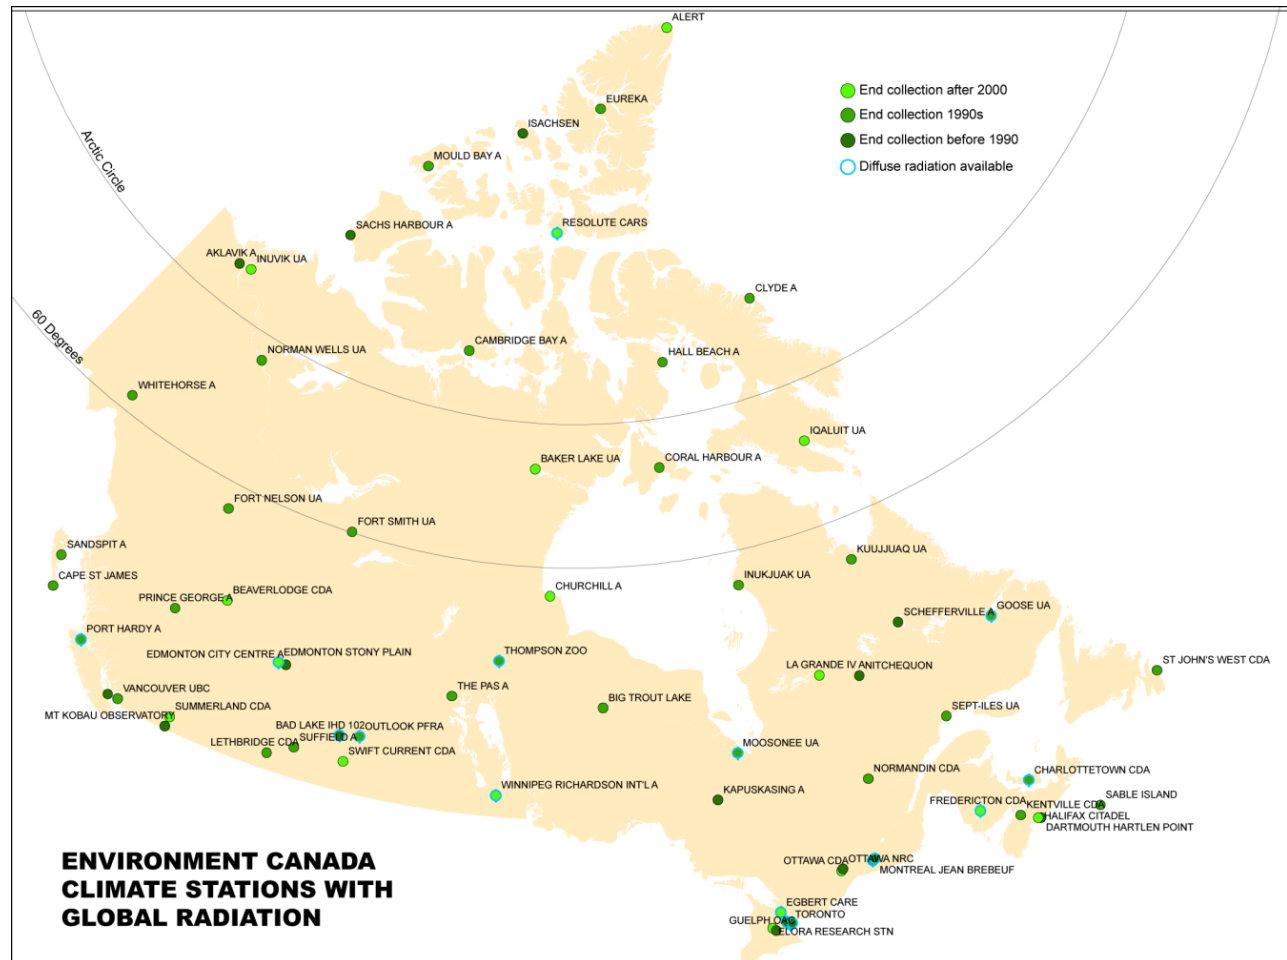 ALERT
End collection after 2000
EUREKA
End collection 1990s
ISACHSEN
End collection before 1990
MOULD BAY A
Diffuse radiation available
Arctic Circle
SACHS HARBOUR A
RESOLUTE CARS
AKLAVIK A
INUVIK UA
CLYDE A
60 Degrees
NORMAN WELLS UA
CAMBRIDGE BAY A
HALL BEACH A
WHITEHORSE A
IQALUIT UA
BAKER LAKE UA
CORAL HARBOUR A
FORT NELSON UA
FORT SMITH UA
SANDSPIT A
KUUJJUAQ UA
CAPE ST JAMES
BEAVERLODGE CDA
CHURCHILL A
INUKJUAK UA
PRINCE GEORGE A
SCHEFFERVILLE A
GOOSE UA
PORT HARDY A
EDMONTON CITY CENTRE A
EDMONTON STONY PLAIN
THOMPSON ZOO
LA GRANDE IV A
NITCHEQUON
ST JOHN'S WEST CDA
VANCOUVER UBC
THE PAS A
BIG TROUT LAKE
SUMMERLAND CDA
SEPT-ILES UA
MT KOBAU OBSERVATORY
BAD LAKE IHD 102
OUTLOOK PFRA
LETHBRIDGE CDA
SUFFIELD A
MOOSONEE UA
SWIFT CURRENT CDA
NORMANDIN CDA
CHARLOTTETOWN CDA
WINNIPEG RICHARDSON INT'L A
KAPUSKASING A
FREDERICTON CDA
KENTVILLE CDA
SABLE ISLAND
HALIFAX CITADEL
DARTMOUTH HARTLEN POINT
ENVIRONMENT CANADA
CLIMATE STATIONS WITH
GLOBAL RADIATION
OTTAWA CDA
OTTAWA NRC
MONTREAL JEAN BREBEUF
EGBERT CARE
TORONTO
GUELPH OAC
ELORA RESEARCH STN